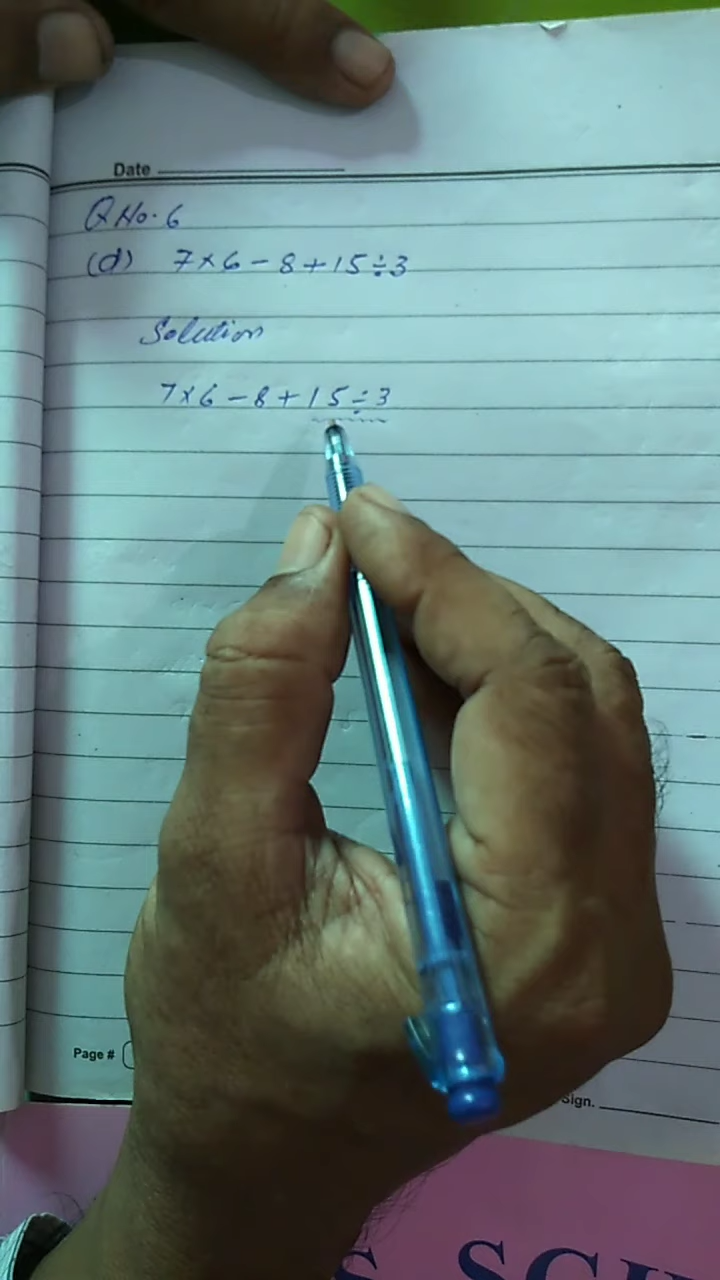 Date
Q No. 6
(d) 7×6-8+15÷3
Solution
7×6-8+15÷3
Page #
Sign.